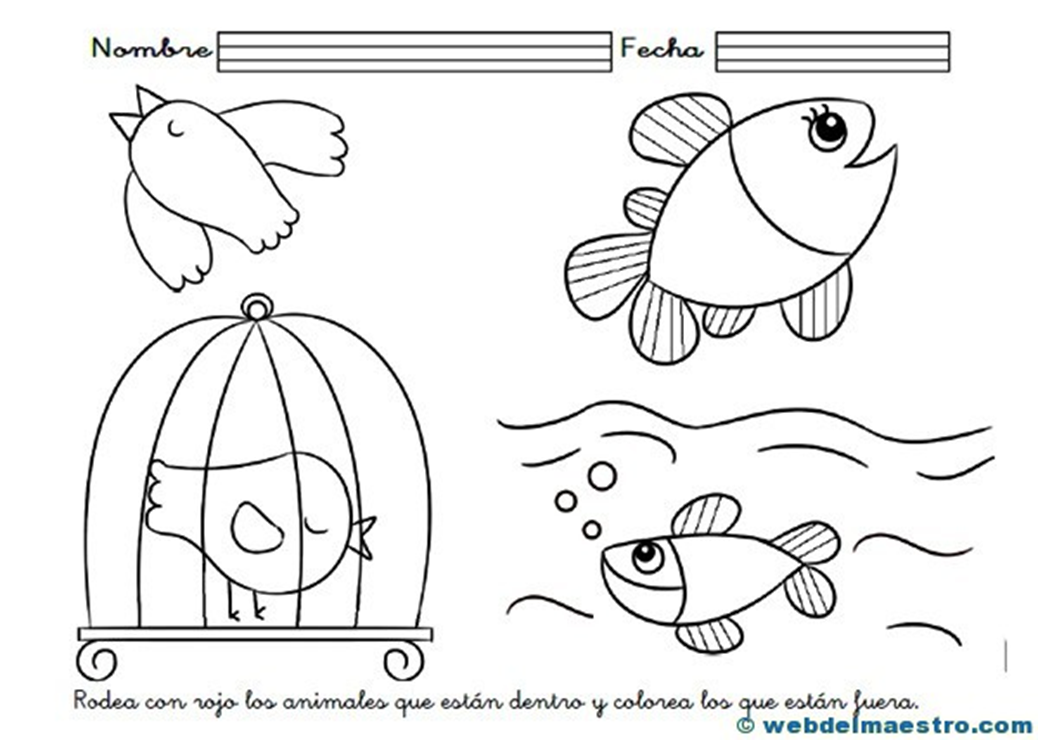 Nombre Fecha
Rodea con rojo los animales que están dentro y colorea los que están fuera.
© webdelmaestro.com